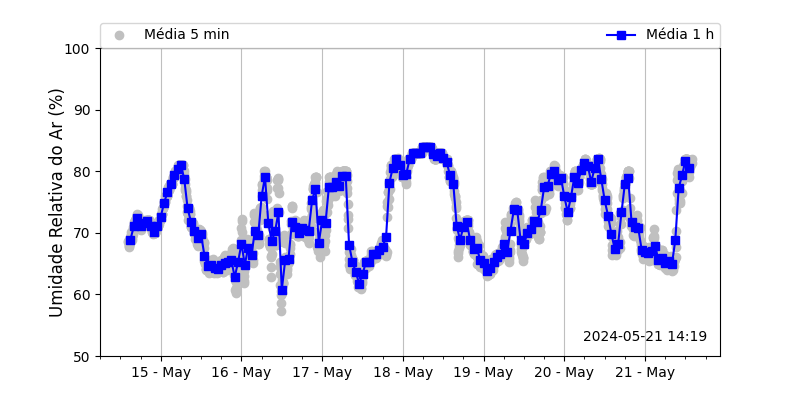 Média 5 min
Média 1 h
Umidade Relativa do Ar (%)
100
90
80
70
60
50
2024-05-21 14:19
15 - May
16 - May
17 - May
18 - May
19 - May
20 - May
21 - May